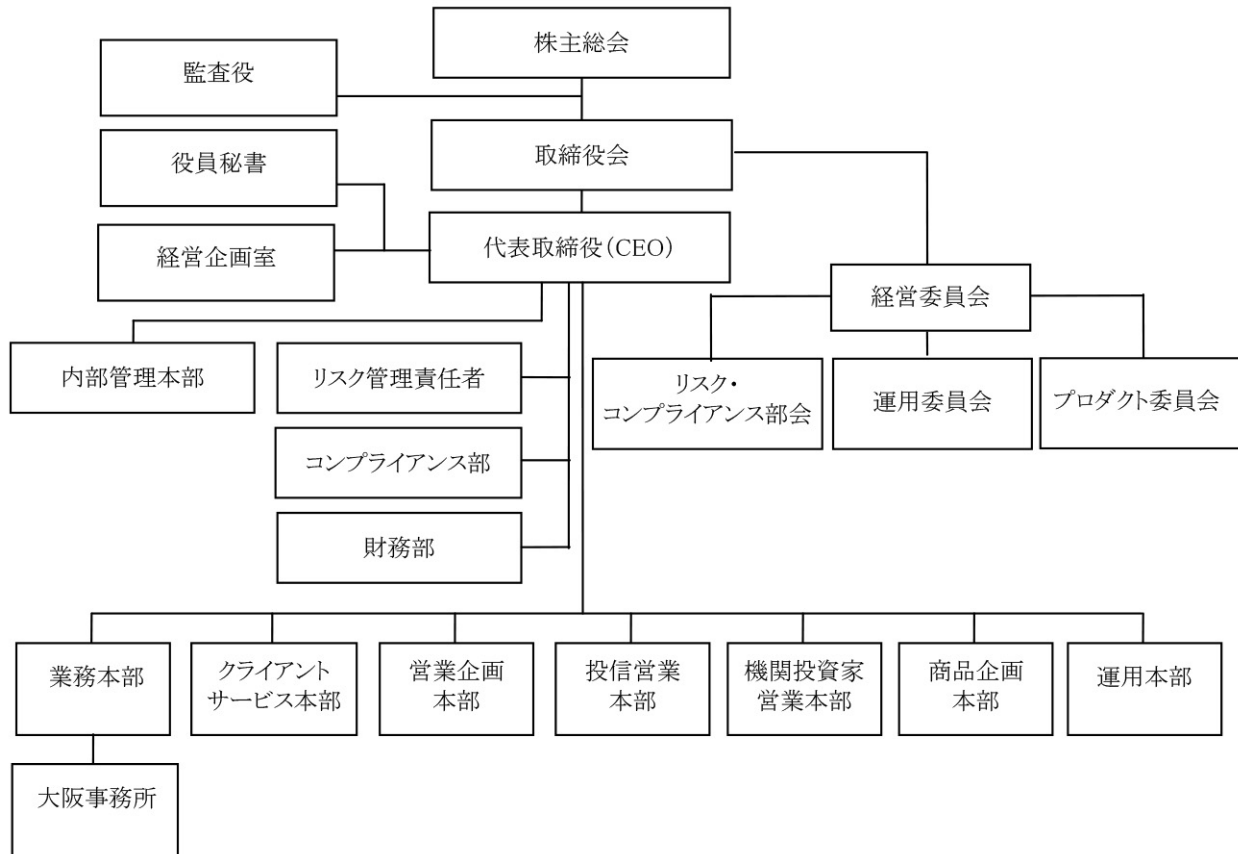 株主総会
監査役
取締役会
役員秘書
代表取締役（CEO）
経営企画室
経営委員会
内部管理本部
リスク管理責任者
リスク・
コンプライアンス部会
運用委員会
プロダクト委員会
コンプライアンス部
財務部
業務本部
クライアント
サービス本部
営業企画
本部
投信営業
本部
機関投資家
営業本部
商品企画
本部
運用本部
大阪事務所